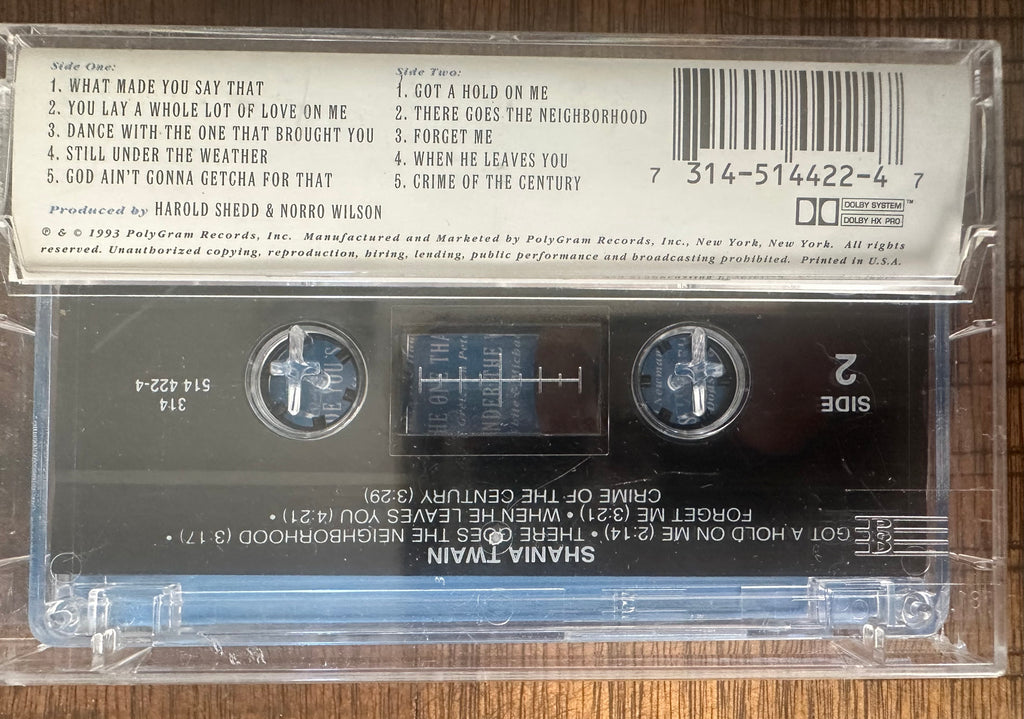 Side One:
1. WHAT MADE YOU SAY THAT
2. YOU LAY A WHOLE LOT OF LOVE ON ME
3. DANCE WITH THE ONE THAT BROUGHT YOU
4. STILL UNDER THE WEATHER
5. GOD AIN'T GONNA GETCHA FOR THAT
Side Two:
1. GOT A HOLD ON ME
2. THERE GOES THE NEIGHBORHOOD
3. FORGET ME
4. WHEN HE LEAVES YOU
5. CRIME OF THE CENTURY
7 314-514422-4 7
DOLBY SYSTEM™
DOLBY HX PRO
Produced by HAROLD SHEDD & NORRO WILSON
℗ & © 1993 PolyGram Records, Inc. Manufactured and Marketed by PolyGram Records, Inc., New York, New York. All rights
reserved. Unauthorized copying, reproduction, hiring, lending, public performance and broadcasting prohibited. Printed in U.S.A.
SHANIA TWAIN
GOT A HOLD ON ME (2:14) • THERE GOES THE NEIGHBORHOOD (3:17) •
FORGET ME (3:21) • WHEN HE LEAVES YOU (4:21) •
CRIME OF THE CENTURY (3:29)
SIDE
2
314
514 422-4